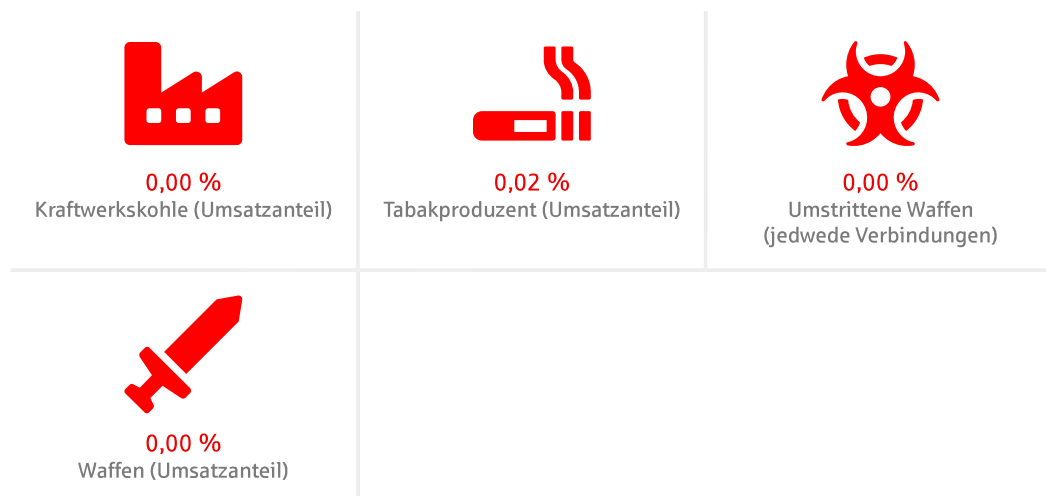 0,00 %
Kraftwerkskohle (Umsatzanteil)
0,02 %
Tabakproduzent (Umsatzanteil)
0,00 %
Umstrittene Waffen
(jedwede Verbindungen)
0,00 %
Waffen (Umsatzanteil)